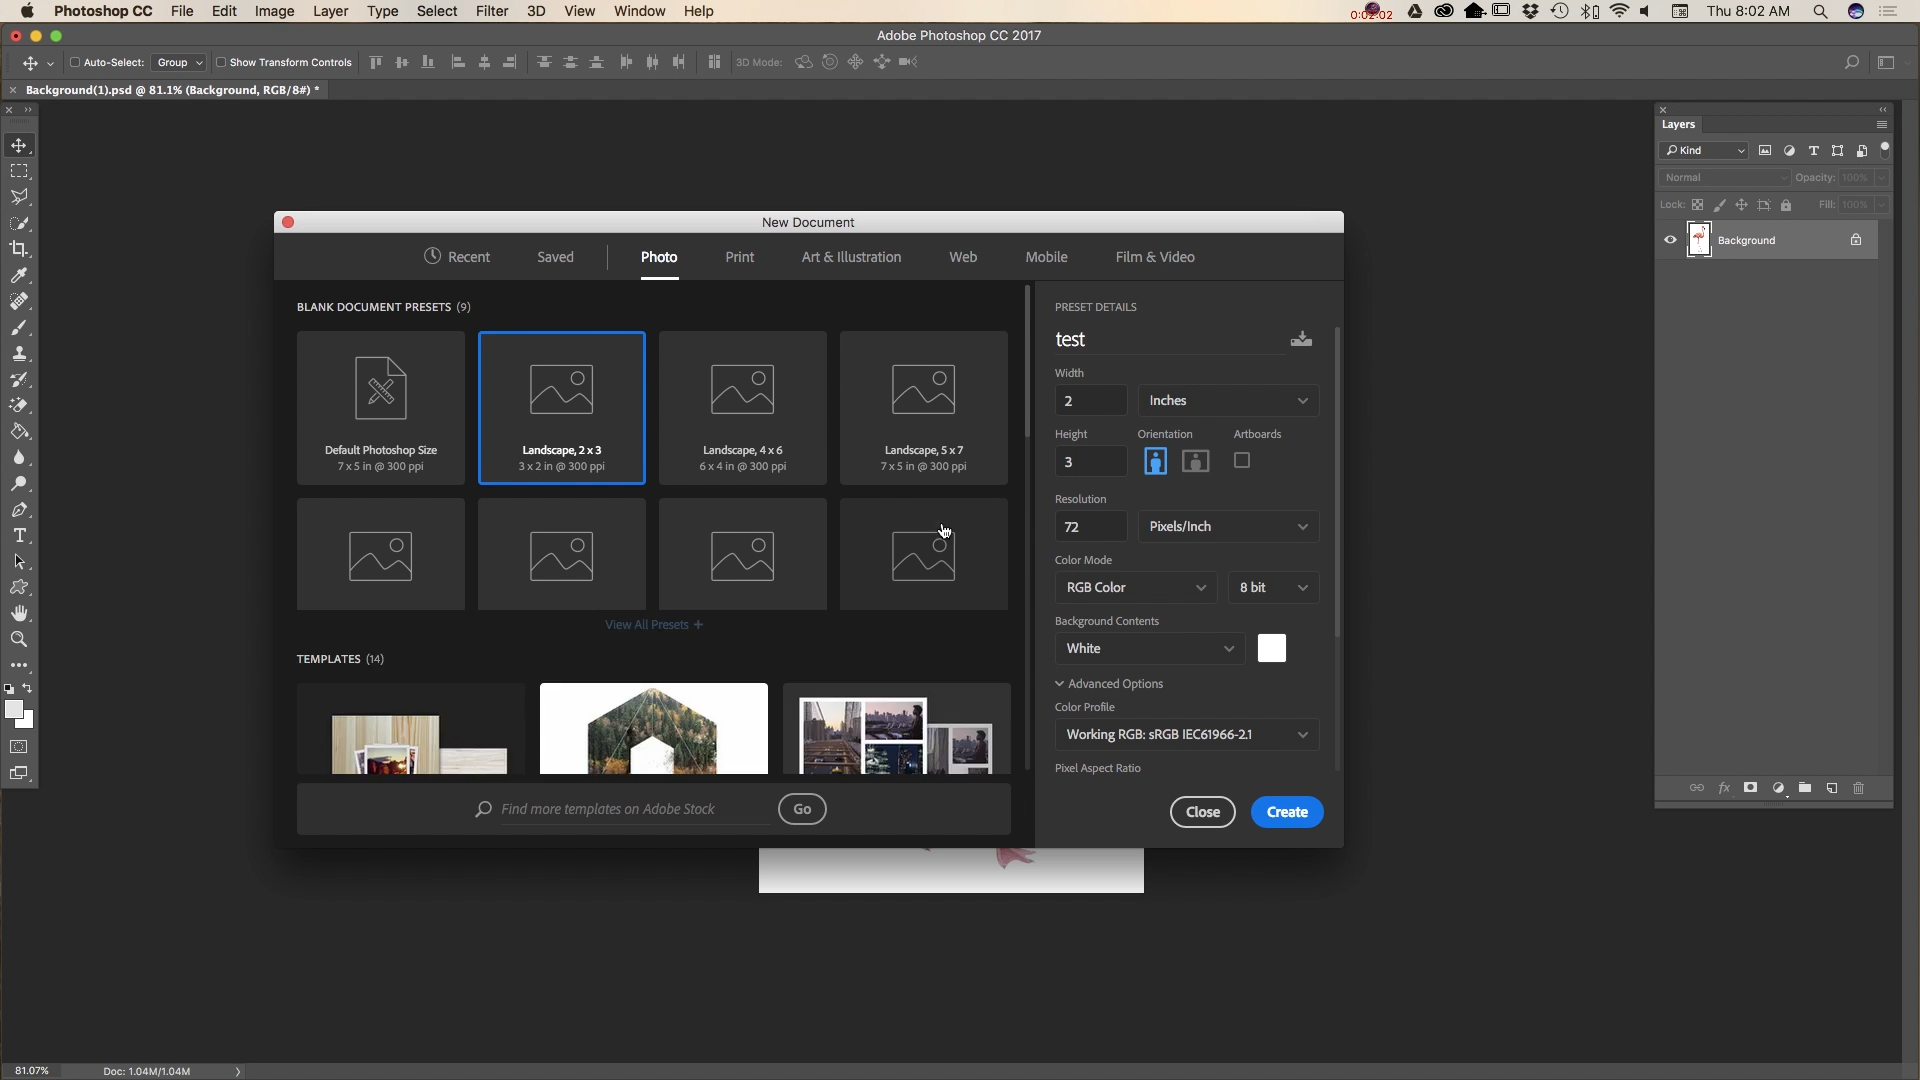 Photoshop CC File Edit Image Layer Type Select Filter 3D View Window Help 0:02:02 Thu 8:02 AM
Adobe Photoshop CC 2017
Auto-Select: Group Show Transform Controls 3D Mode:
Background(1).psd @ 81.1% (Background, RGB/8#) *
Layers
Kind
Normal Opacity: 100%
Lock: Fill: 100%
Background
New Document
Recent Saved Photo Print Art & Illustration Web Mobile Film & Video
BLANK DOCUMENT PRESETS (9)
Default Photoshop Size
7 x 5 in @ 300 ppi
Landscape, 2 x 3
3 x 2 in @ 300 ppi
Landscape, 4 x 6
6 x 4 in @ 300 ppi
Landscape, 5 x 7
7 x 5 in @ 300 ppi
View All Presets +
TEMPLATES (14)
Find more templates on Adobe Stock Go
PRESET DETAILS
test
Width
2 Inches
Height Orientation Artboards
3
Resolution
72 Pixels/Inch
Color Mode
RGB Color 8 bit
Background Contents
White
Advanced Options
Color Profile
Working RGB: sRGB IEC61966-2.1
Pixel Aspect Ratio
Close Create
81.07% Doc: 1.04M/1.04M